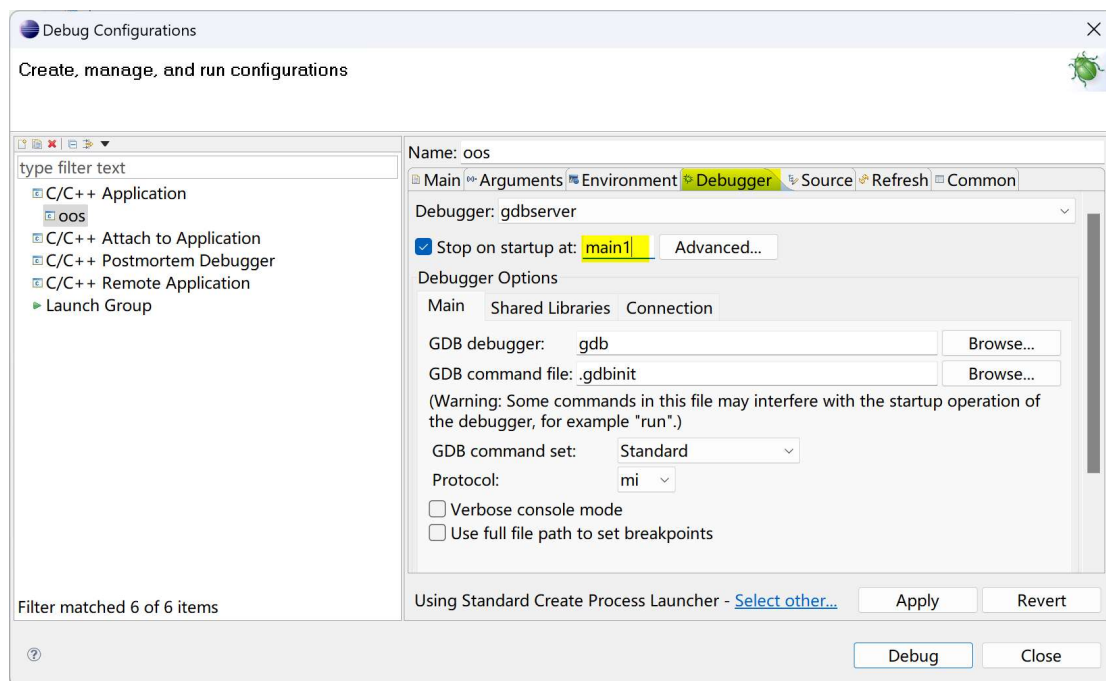 Debug Configurations
Create, manage, and run configurations
type filter text
C/C++ Application
oos
C/C++ Attach to Application
C/C++ Postmortem Debugger
C/C++ Remote Application
Launch Group
Filter matched 6 of 6 items
Name: oos
Main Arguments Environment Debugger Source Refresh Common
Debugger: gdbserver
Stop on startup at: main1 Advanced...
Debugger Options
Main Shared Libraries Connection
GDB debugger: gdb Browse...
GDB command file: .gdbinit Browse...
(Warning: Some commands in this file may interfere with the startup operation of
the debugger, for example "run".)
GDB command set: Standard
Protocol: mi
Verbose console mode
Use full file path to set breakpoints
Using Standard Create Process Launcher - Select other... Apply Revert
Debug Close